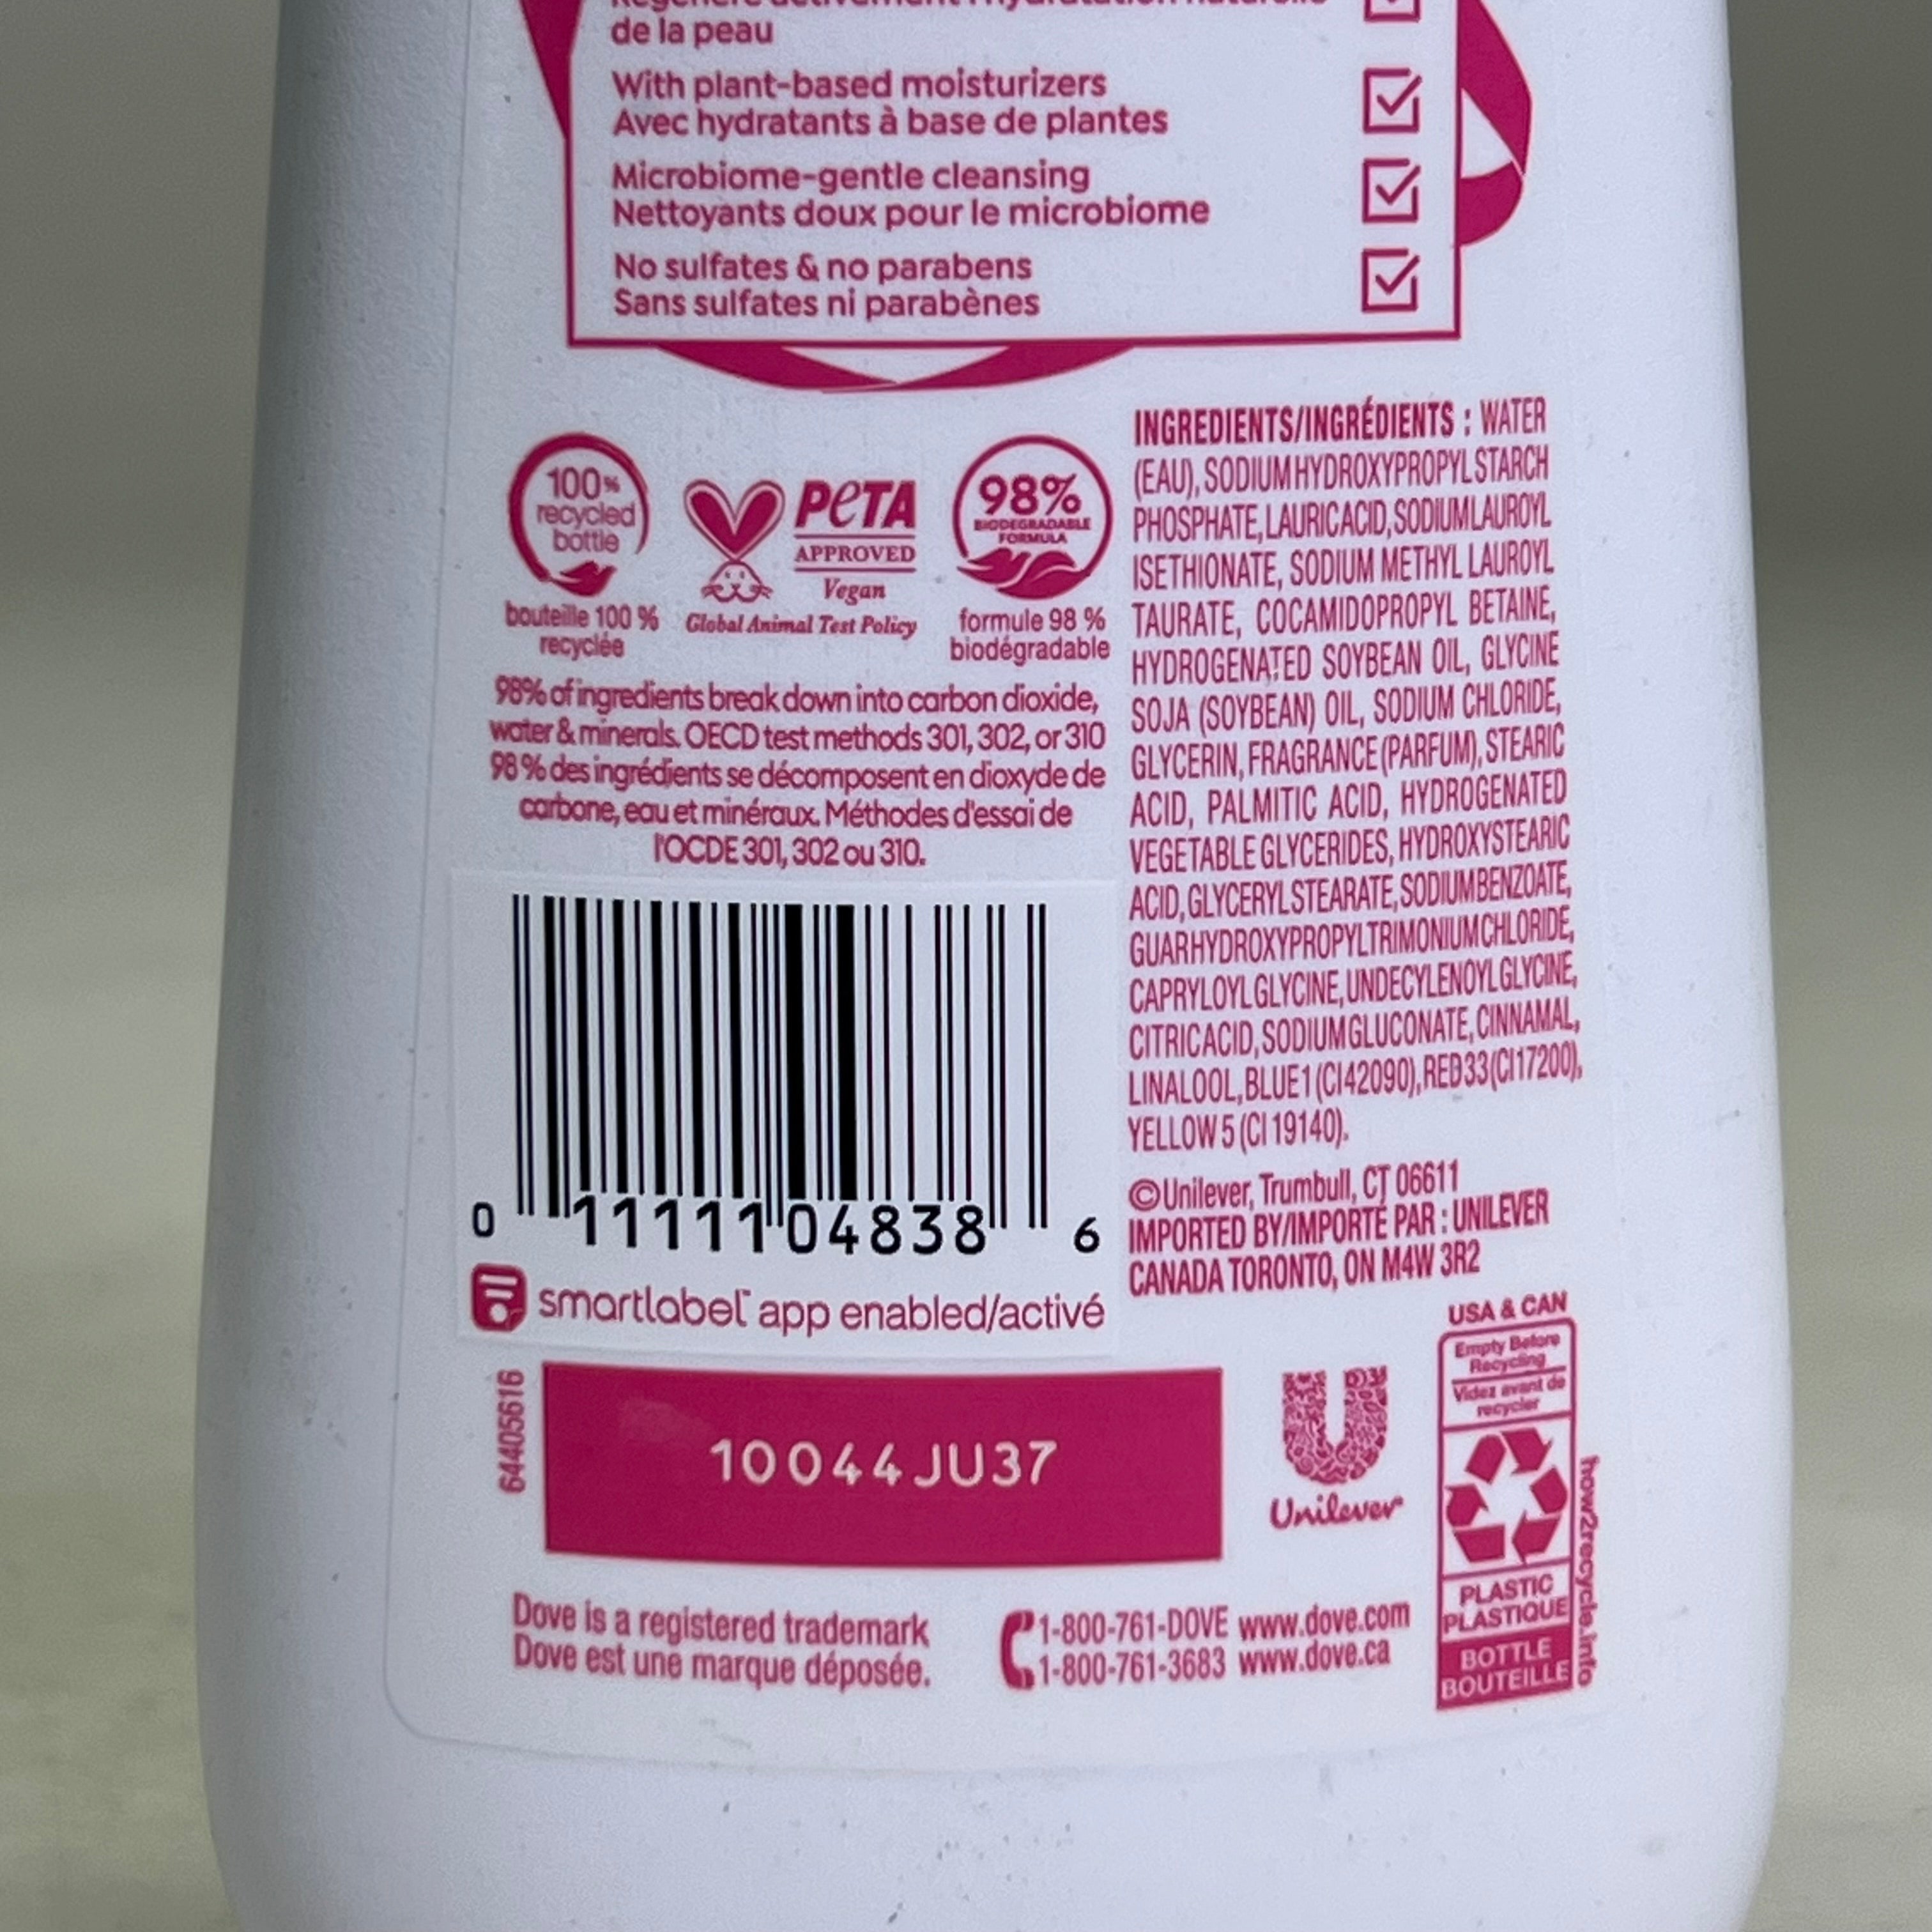 de la peau
With plant-based moisturizers
Avec hydratants à base de plantes
Microbiome-gentle cleansing
Nettoyants doux pour le microbiome
No sulfates & no parabens
Sans sulfates ni parabènes
100%
recycled
bottle
bouteille 100 %
recyclée
PETA
APPROVED
Vegan
Global Animal Test Policy
98%
BIODEGRADABLE
FORMULA
formule 98 %
biodégradable
98% of ingredients break down into carbon dioxide,
water & minerals. OECD test methods 301, 302, or 310
98 % des ingrédients se décomposent en dioxyde de
carbone, eau et minéraux. Méthodes d'essai de
l'OCDE 301, 302 ou 310.
INGREDIENTS/INGRÉDIENTS : WATER
(EAU), SODIUM HYDROXYPROPYL STARCH
PHOSPHATE, LAURIC ACID, SODIUM LAUROYL
ISETHIONATE, SODIUM METHYL LAUROYL
TAURATE, COCAMIDOPROPYL BETAINE,
HYDROGENATED SOYBEAN OIL, GLYCINE
SOJA (SOYBEAN) OIL, SODIUM CHLORIDE,
GLYCERIN, FRAGRANCE (PARFUM), STEARIC
ACID, PALMITIC ACID, HYDROGENATED
VEGETABLE GLYCERIDES, HYDROXYSTEARIC
ACID, GLYCERYL STEARATE, SODIUM BENZOATE,
GUAR HYDROXYPROPYLTRIMONIUM CHLORIDE,
CAPRYLOYL GLYCINE, UNDECYLENOYL GLYCINE,
CITRIC ACID, SODIUM GLUCONATE, CINNAMAL,
LINALOOL, BLUE 1 (CI 42090), RED 33 (CI 17200),
YELLOW 5 (CI 19140).
©Unilever, Trumbull, CT 06611
IMPORTED BY/IMPORTÉ PAR : UNILEVER
CANADA TORONTO, ON M4W 3R2
0 11111 04838 6
smartlabel™ app enabled/activé
64405616
10044JU37
Unilever
USA & CAN
Empty Before
Recycling
Videz avant de
recycler
PLASTIC
PLASTIQUE
BOTTLE
BOUTEILLE
how2recycle.info
Dove is a registered trademark
Dove est une marque déposée.
1-800-761-DOVE www.dove.com
1-800-761-3683 www.dove.ca